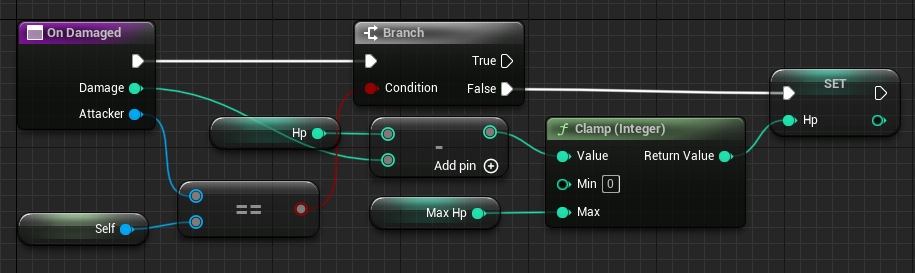 On Damaged
Damage
Attacker
Self
==
Branch
True
Condition
False
Hp
-
Add pin
Max Hp
f Clamp (Integer)
Value
Return Value
Min 0
Max
SET
Hp